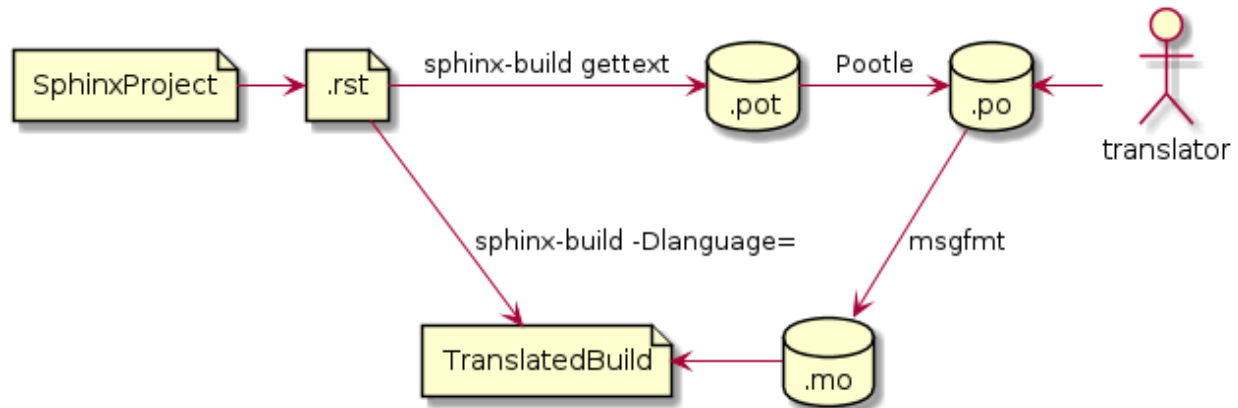 SphinxProject
.rst
sphinx-build gettext
.pot
Pootle
.po
translator
sphinx-build -Dlanguage=
msgfmt
TranslatedBuild
.mo